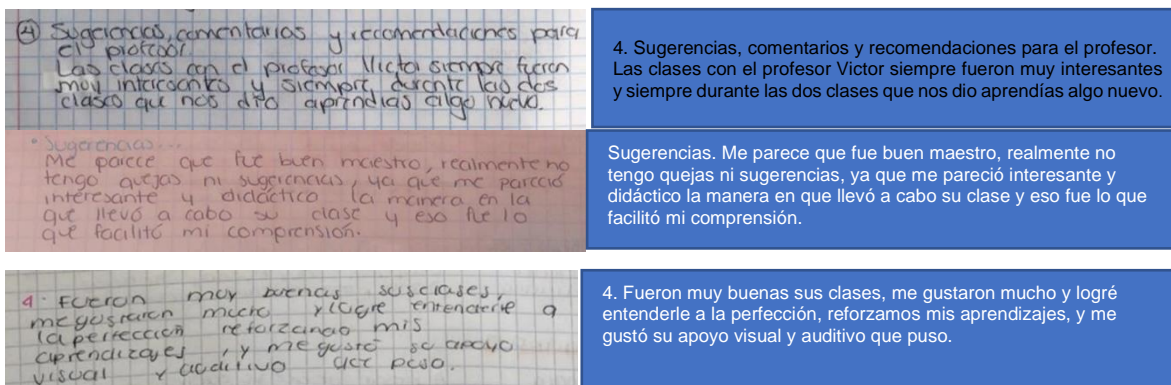 ④ Sugerencias, comentarios y recomendaciones para
el profesor.
Las clases con el profesor Victor siempre fueron
muy interesantes y siempre, durante las dos
clases que nos dio aprendias algo nuevo.
4. Sugerencias, comentarios y recomendaciones para el profesor.
Las clases con el profesor Victor siempre fueron muy interesantes
y siempre durante las dos clases que nos dio aprendías algo nuevo.
• Sugerencias...
Me parece que fue buen maestro, realmente no
tengo quejas ni sugerencias, ya que me pareció
interesante y didáctico la manera en la
que llevó a cabo su clase y eso fue lo
que facilitó mi comprensión.
Sugerencias. Me parece que fue buen maestro, realmente no
tengo quejas ni sugerencias, ya que me pareció interesante y
didáctico la manera en que llevó a cabo su clase y eso fue lo que
facilitó mi comprensión.
4. Fueron muy buenas sus clases,
me gustaron mucho y logre entenderle a
la perfección reforzando mis
aprendizajes, y me gustó su apoyo
visual y auditivo que puso.
4. Fueron muy buenas sus clases, me gustaron mucho y logré
entenderle a la perfección, reforzamos mis aprendizajes, y me
gustó su apoyo visual y auditivo que puso.